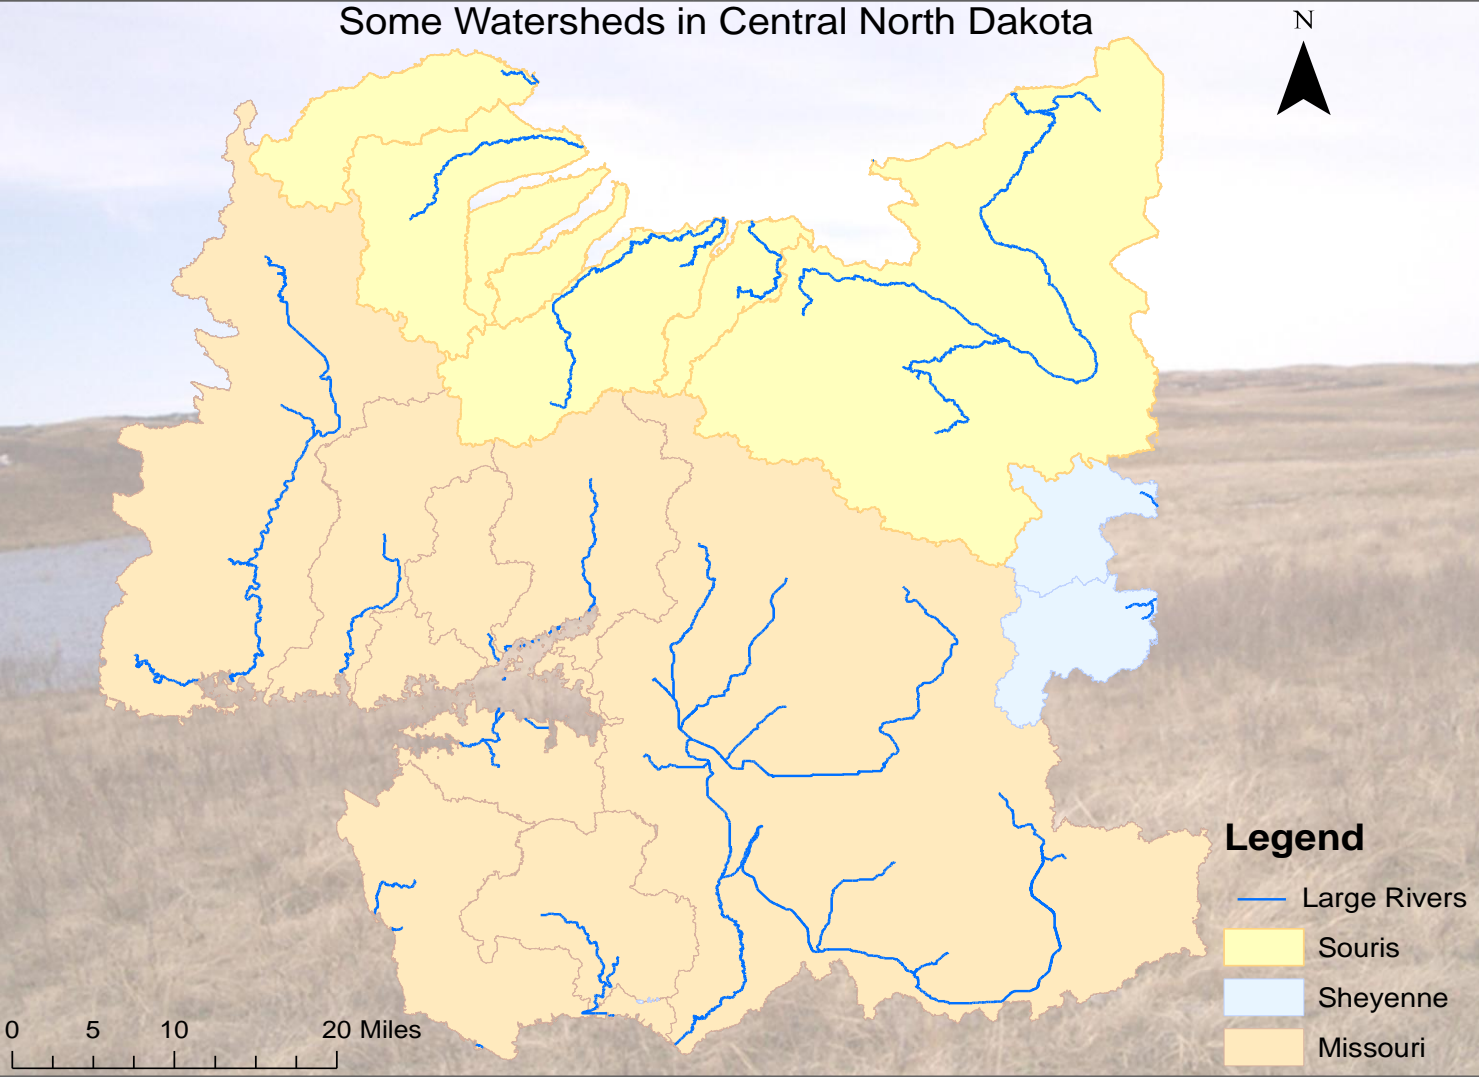 Some Watersheds in Central North Dakota
N
Legend
Large Rivers
Souris
Sheyenne
Missouri
0 5 10 20 Miles